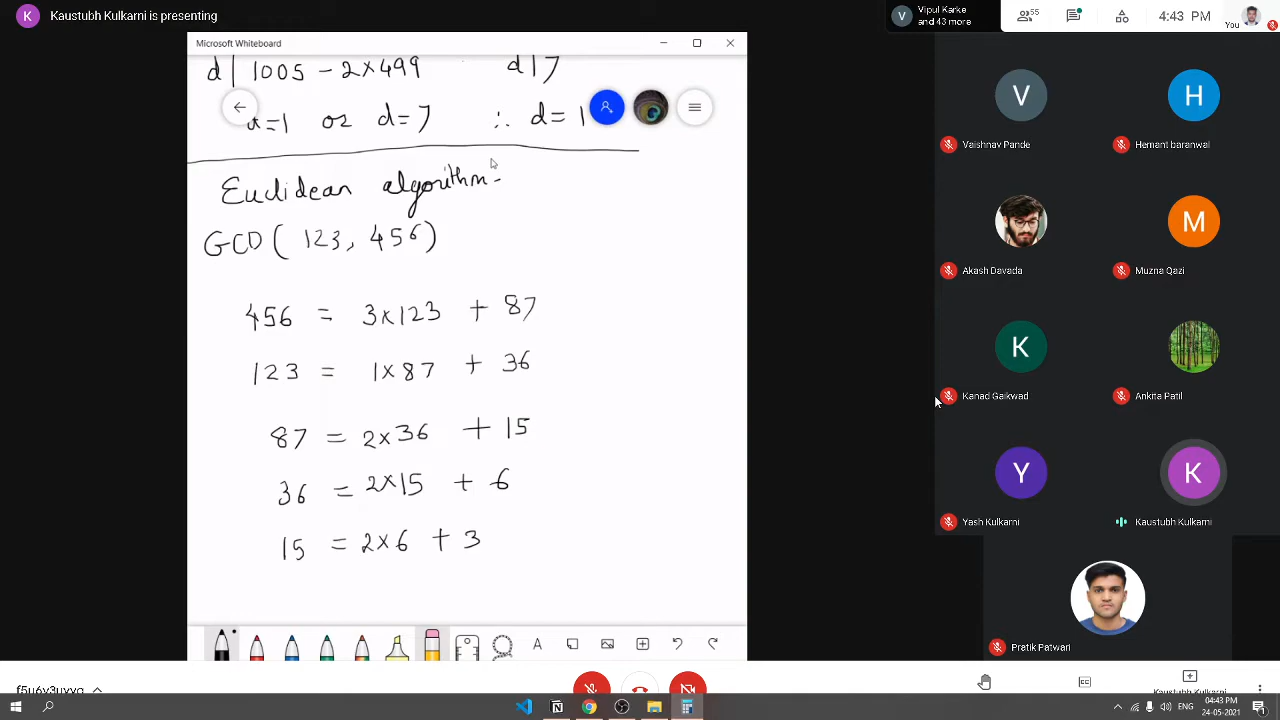 Kaustubh Kulkarni is presenting
Vipul Karke
and 43 more
55
4:43 PM
You
Microsoft Whiteboard
d | 1005 - 2×499 d | 7
d=1 or d=7 ∴ d=1
Euclidean algorithm-
GCD( 123, 456)
456 = 3×123 + 87
123 = 1×87 + 36
87 = 2×36 + 15
36 = 2×15 + 6
15 = 2×6 + 3
Vaishnav Pande
Hemant baranwal
Akash Davada
Muzna Qazi
Kanad Gaikwad
Ankita Patil
Yash Kulkarni
Kaustubh Kulkarni
Pratik Patwari
V
H
M
K
Y
K
K
V
A
CC
04:43 PM
24-05-2021